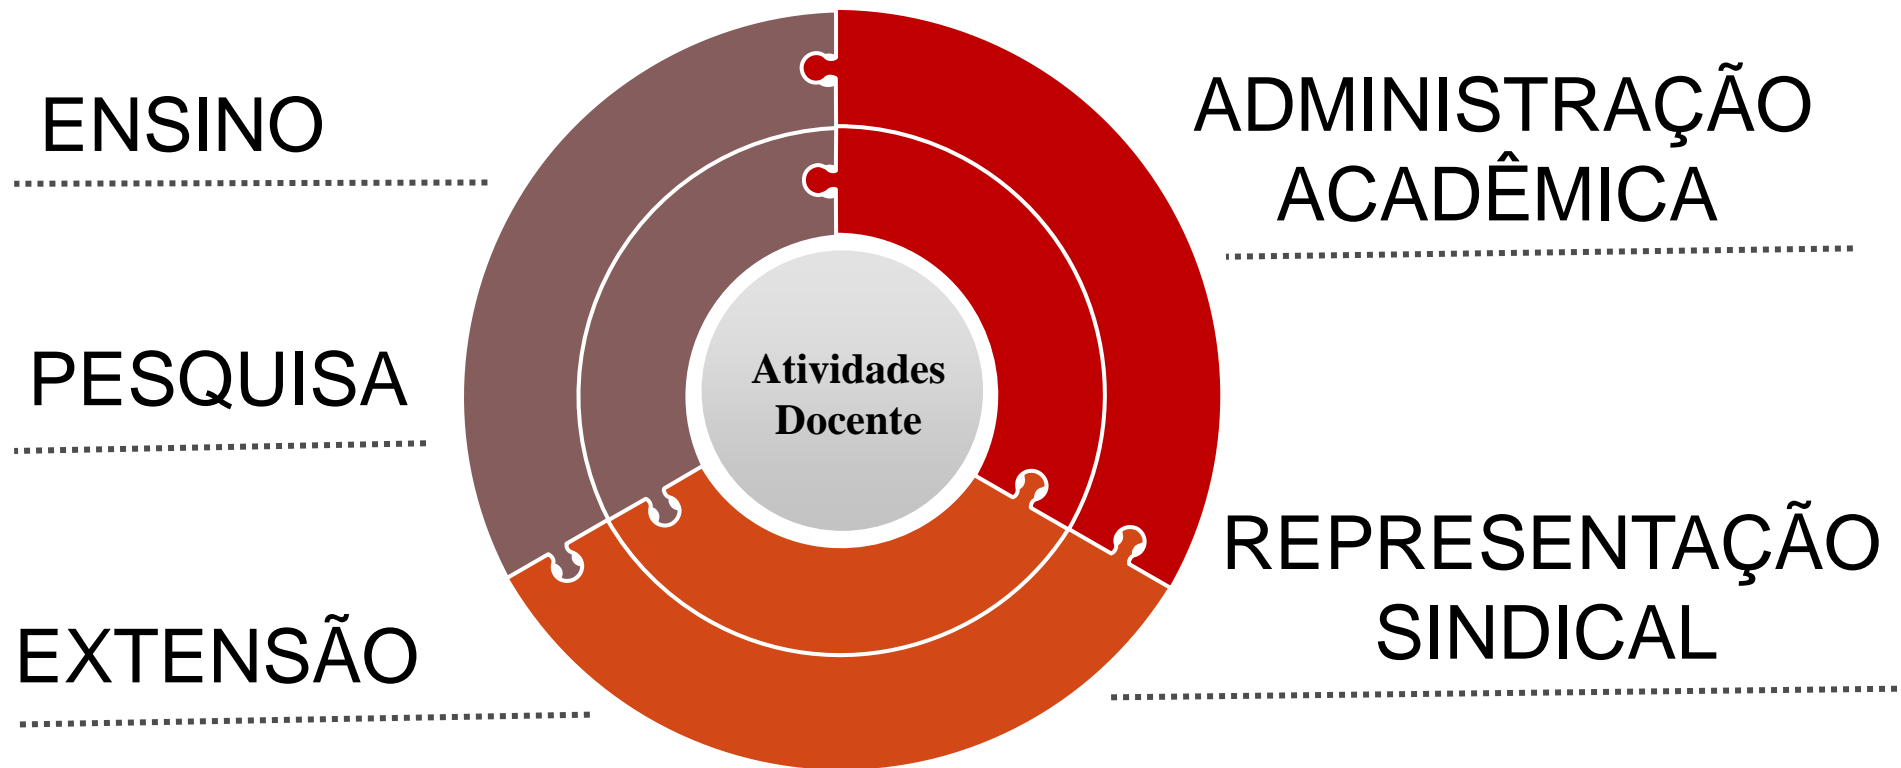 ENSINO
PESQUISA
EXTENSÃO
Atividades
Docente
ADMINISTRAÇÃO
ACADÊMICA
REPRESENTAÇÃO
SINDICAL